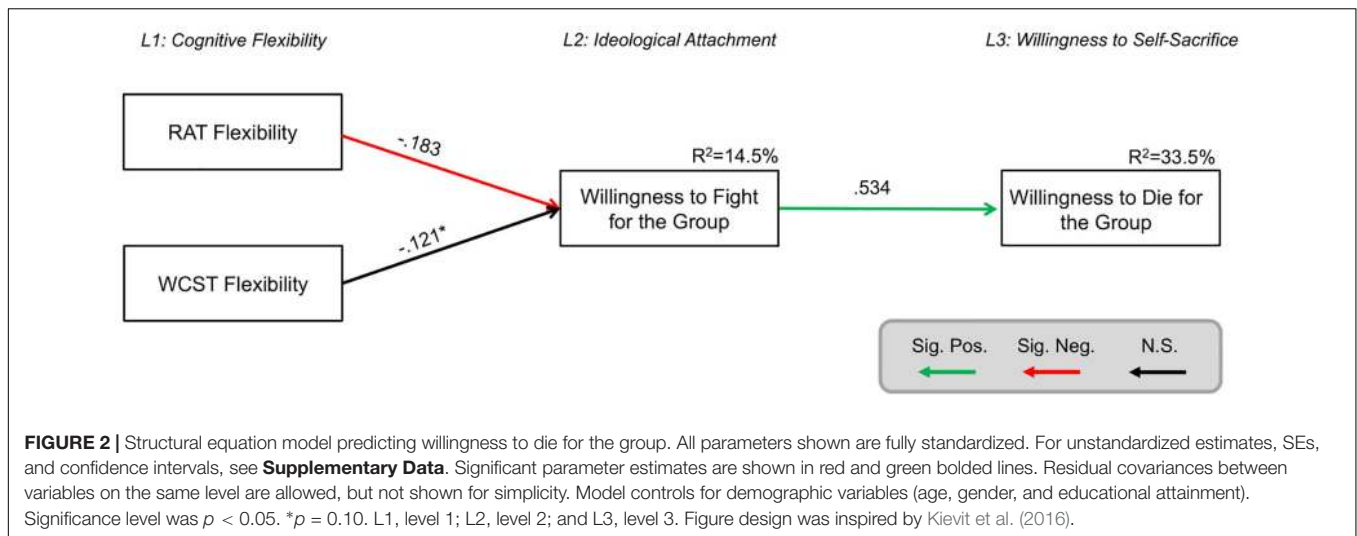 L1: Cognitive Flexibility
L2: Ideological Attachment
L3: Willingness to Self-Sacrifice
RAT Flexibility
-.183
R²=14.5%
R²=33.5%
Willingness to Fight
for the Group
.534
Willingness to Die for
the Group
-.121*
WCST Flexibility
Sig. Pos.
Sig. Neg.
N.S.
FIGURE 2 | Structural equation model predicting willingness to die for the group. All parameters shown are fully standardized. For unstandardized estimates, SEs,
and confidence intervals, see Supplementary Data. Significant parameter estimates are shown in red and green bolded lines. Residual covariances between
variables on the same level are allowed, but not shown for simplicity. Model controls for demographic variables (age, gender, and educational attainment).
Significance level was p < 0.05. *p = 0.10. L1, level 1; L2, level 2; and L3, level 3. Figure design was inspired by Kievit et al. (2016).